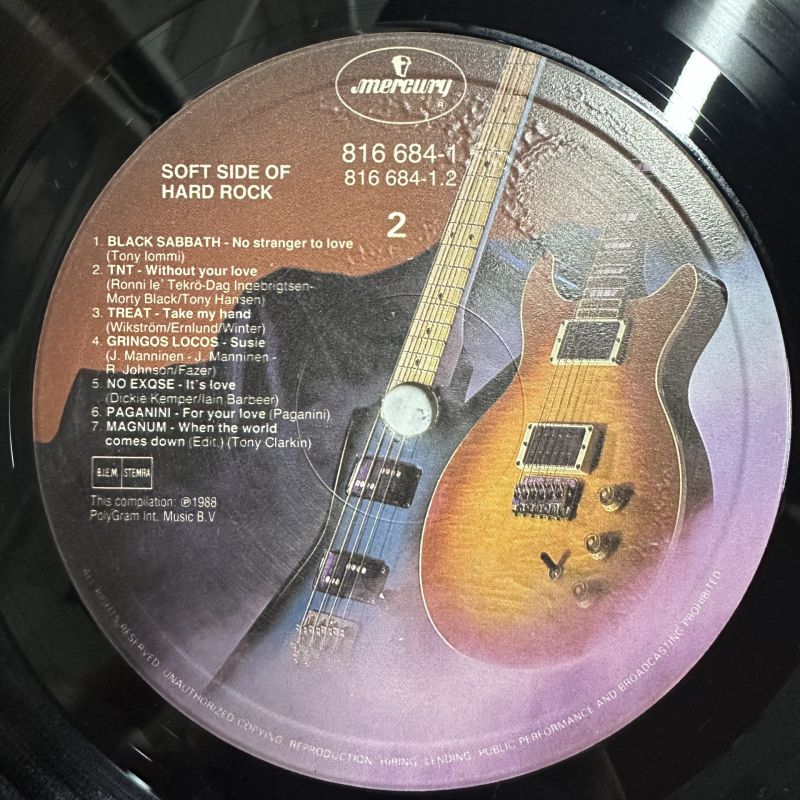 mercury
®
816 684-1
816 684-1.2
SOFT SIDE OF
HARD ROCK
2
1. BLACK SABBATH - No stranger to love
(Tony Iommi)
2. TNT - Without your love
(Ronni le' Tekrö-Dag Ingebrigtsen-
Morty Black/Tony Hansen)
3. TREAT - Take my hand
(Wikström/Ernlund/Winter)
4. GRINGOS LOCOS - Susie
(J. Manninen - J. Manninen -
R. Johnson/Fazer)
5. NO EXQSE - It`s love
(Dickie Kemper/Iain Barbeer)
6. PAGANINI - For your love (Paganini)
7. MAGNUM - When the world
comes down (Edit.) (Tony Clarkin)
B.I.E.M. STEMRA
This compilation: ℗1988
PolyGram Int. Music B.V
ALL RIGHTS RESERVED. UNAUTHORIZED COPYING, REPRODUCTION, HIRING, LENDING, PUBLIC PERFORMANCE AND BROADCASTING PROHIBITED